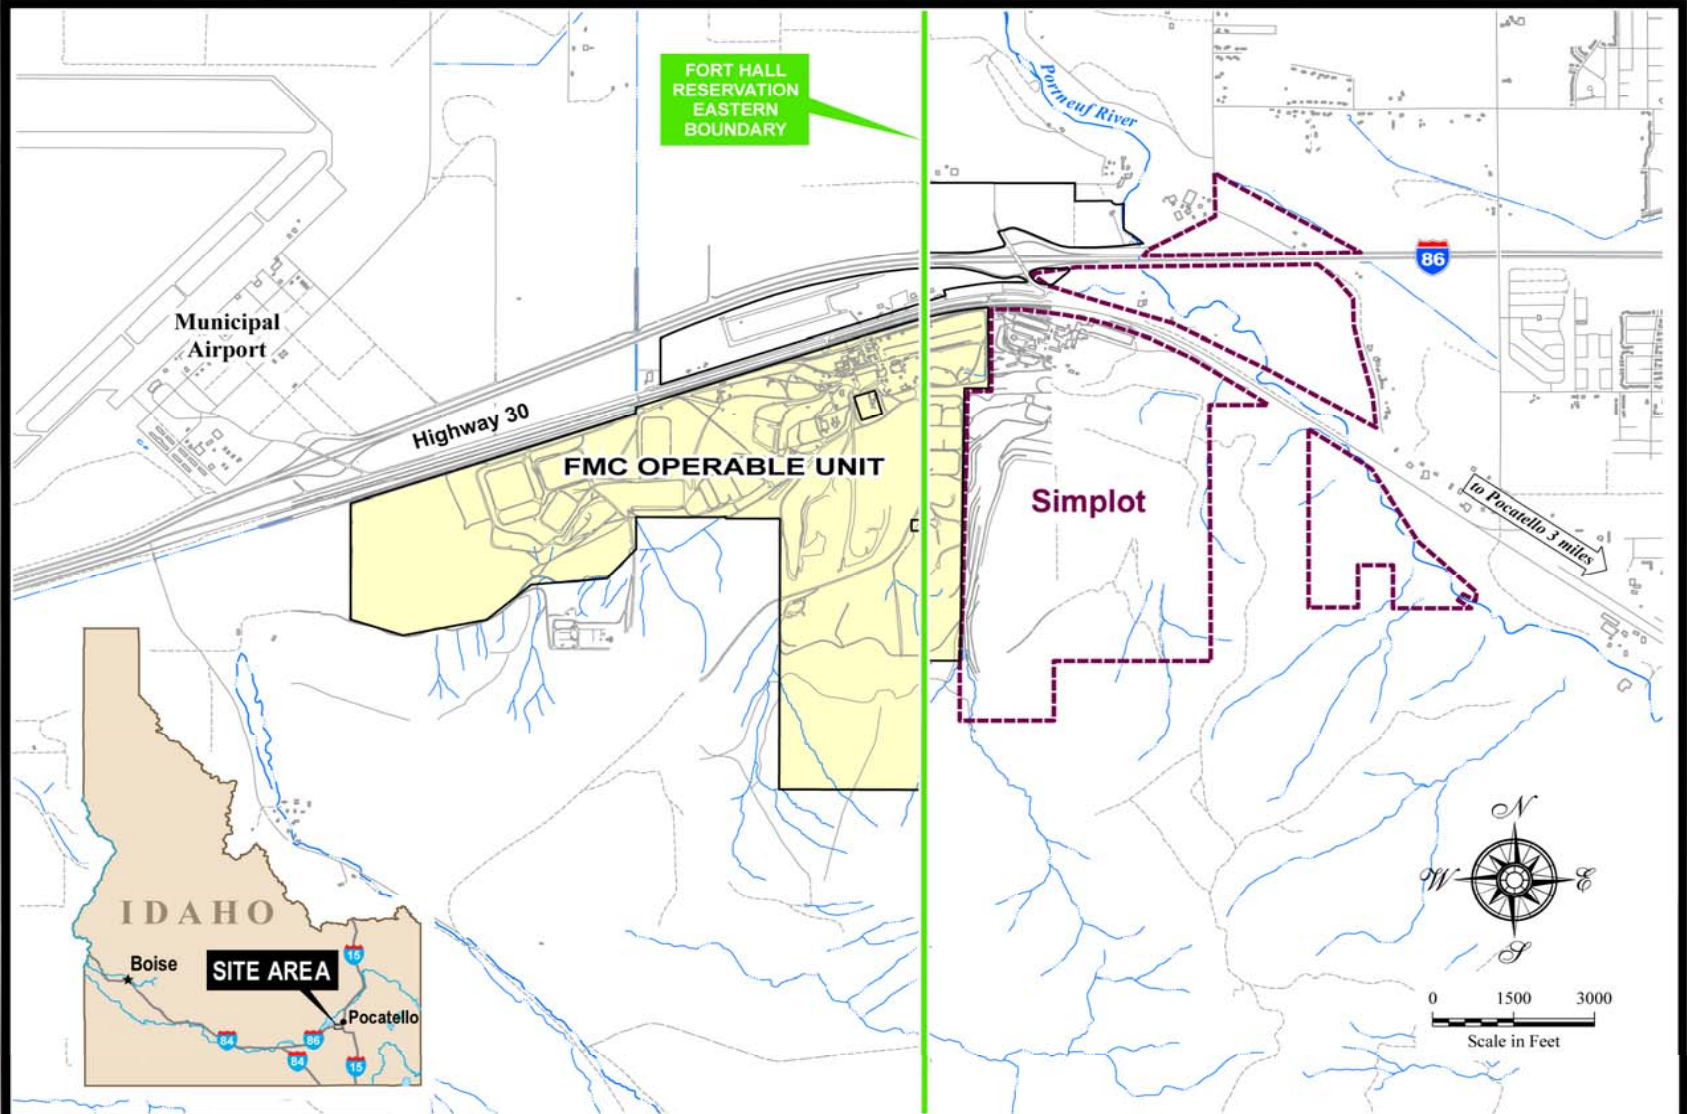 FORT HALL
RESERVATION
EASTERN
BOUNDARY
Portneuf River
86
Municipal
Airport
Highway 30
FMC OPERABLE UNIT
Simplot
to Pocatello 3 miles
N
W
E
S
IDAHO
Boise
SITE AREA
15
Pocatello
84
86
84
15
0 1500 3000
Scale in Feet